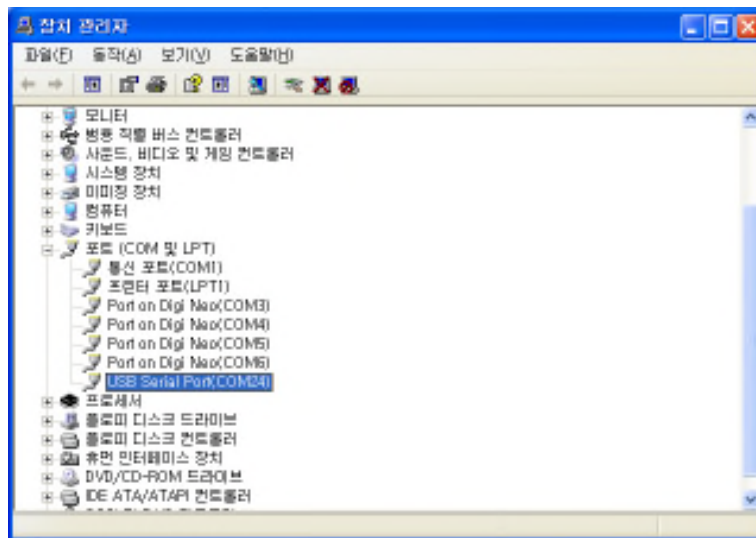 장치 관리자
파일(F) 동작(A) 보기(V) 도움말(H)
모니터
범용 직렬 버스 컨트롤러
사운드, 비디오 및 게임 컨트롤러
시스템 장치
이미징 장치
컴퓨터
키보드
포트 (COM 및 LPT)
통신 포트(COM1)
프린터 포트(LPT1)
Port on Digi Neo(COM3)
Port on Digi Neo(COM4)
Port on Digi Neo(COM5)
Port on Digi Neo(COM6)
USB Serial Port(COM24)
프로세서
플로피 디스크 드라이브
플로피 디스크 컨트롤러
휴먼 인터페이스 장치
DVD/CD-ROM 드라이브
IDE ATA/ATAPI 컨트롤러